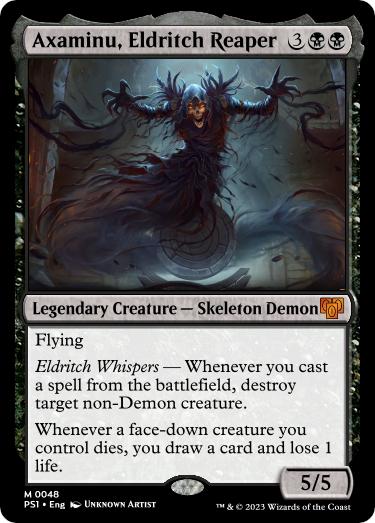 Axaminu, Eldritch Reaper 3
Legendary Creature — Skeleton Demon
Flying
Eldritch Whispers — Whenever you cast
a spell from the battlefield, destroy
target non-Demon creature.
Whenever a face-down creature you
control dies, you draw a card and lose 1
life.
5/5
M 0048
PS1 • Eng Unknown Artist
™ & © 2023 Wizards of the Coast